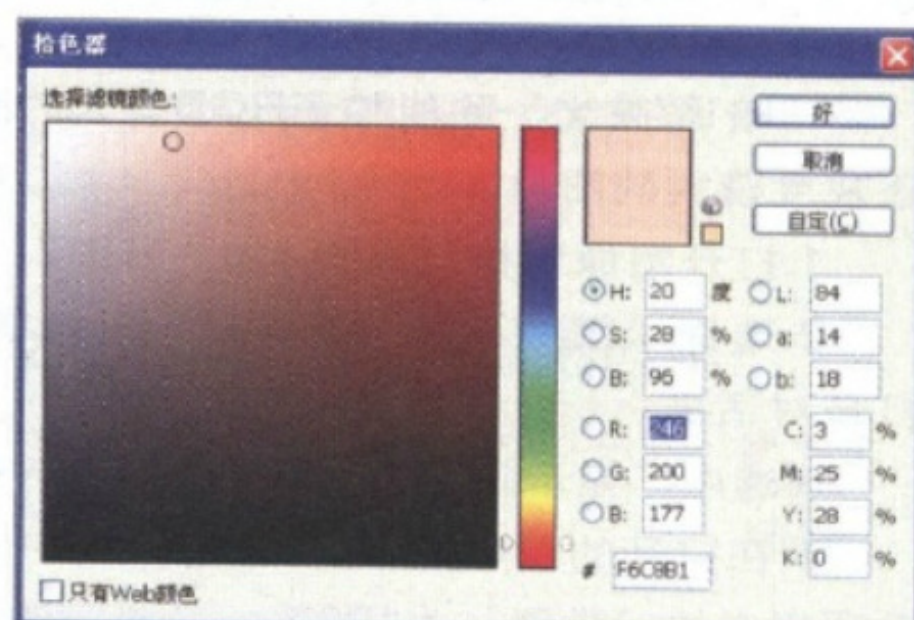 拾色器
选择滤镜颜色:
好
取消
自定(C)
H: 20 度
L: 84
S: 28 %
a: 14
B: 96 %
b: 18
R: 246
C: 3 %
G: 200
M: 25 %
B: 177
Y: 28 %
# F6C8B1
K: 0 %
只有Web颜色